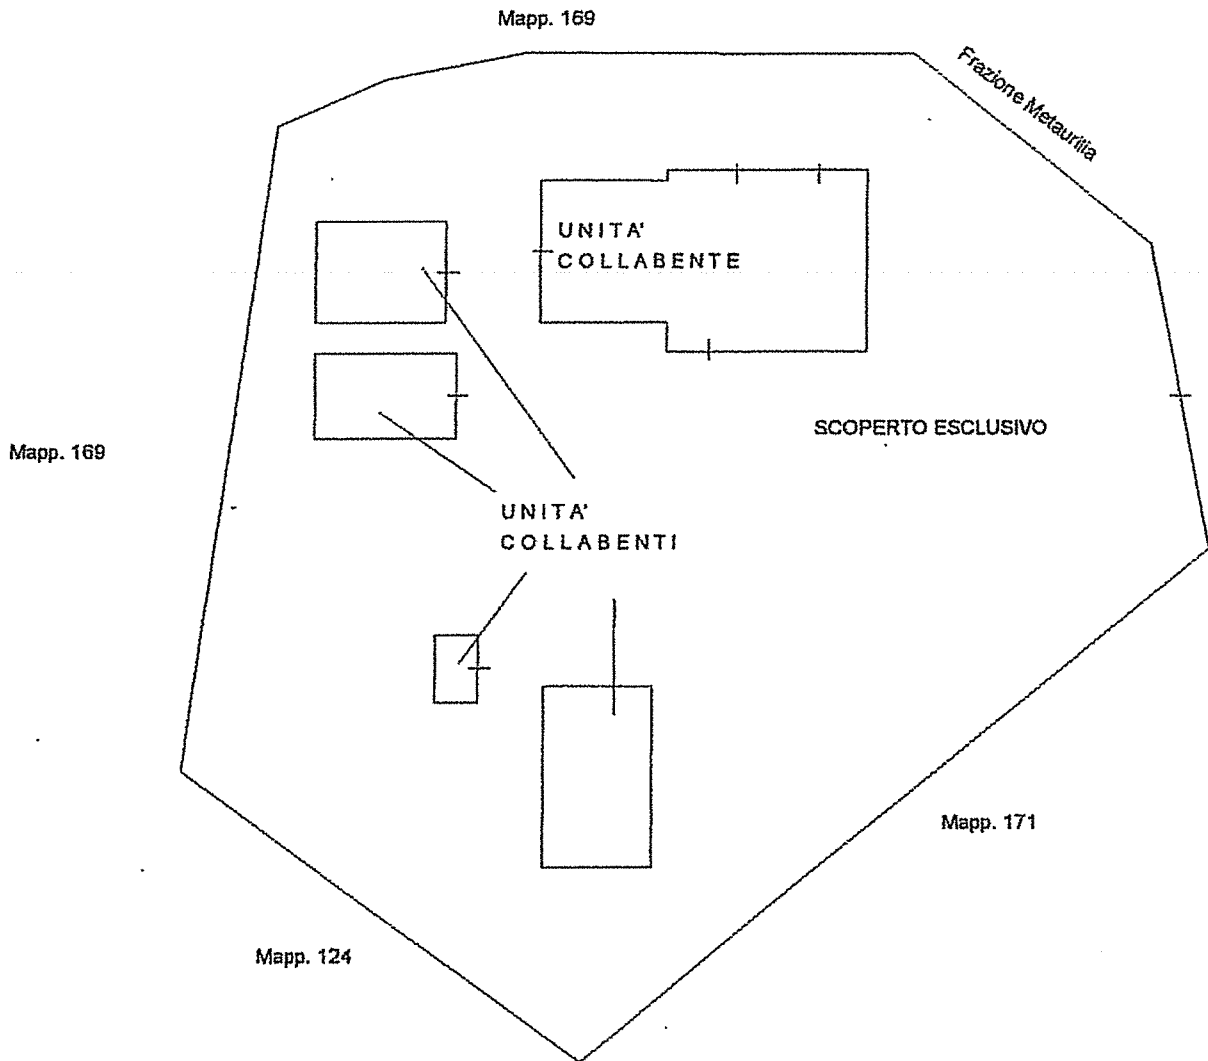 Mapp. 169
Frazione Metaurilia
UNITA'
COLLABENTE
SCOPERTO ESCLUSIVO
Mapp. 169
UNITA'
COLLABENTI
Mapp. 171
Mapp. 124